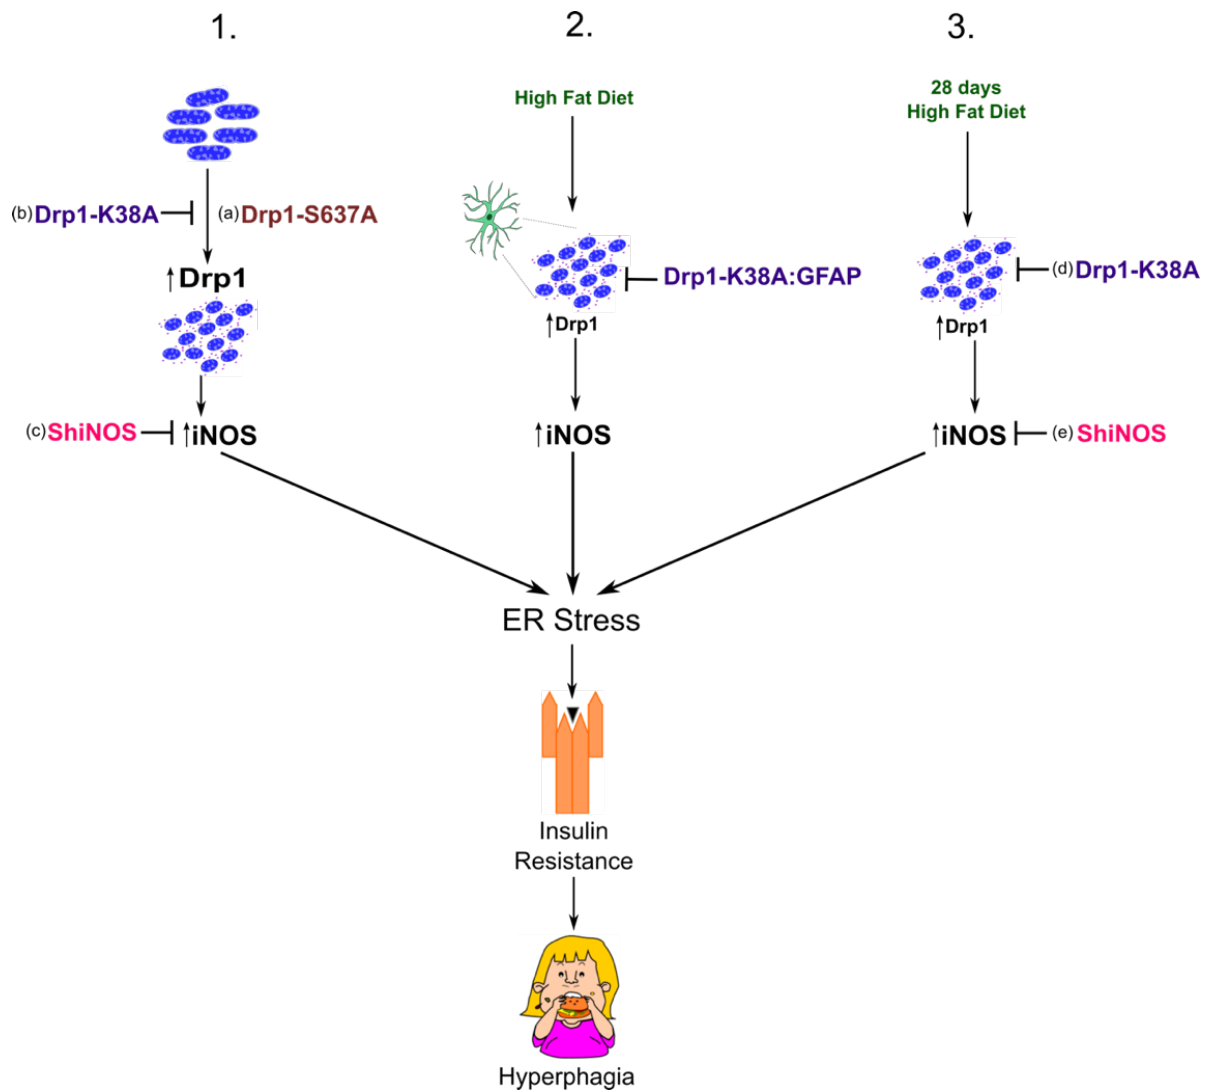 1.
2.
3.
High Fat Diet
28 days
High Fat Diet
(b) Drp1-K38A
(a) Drp1-S637A
↑Drp1
Drp1-K38A:GFAP
↑Drp1
(d) Drp1-K38A
↑Drp1
(c) ShiNOS
↑iNOS
↑iNOS
↑iNOS
(e) ShiNOS
ER Stress
Insulin
Resistance
Hyperphagia